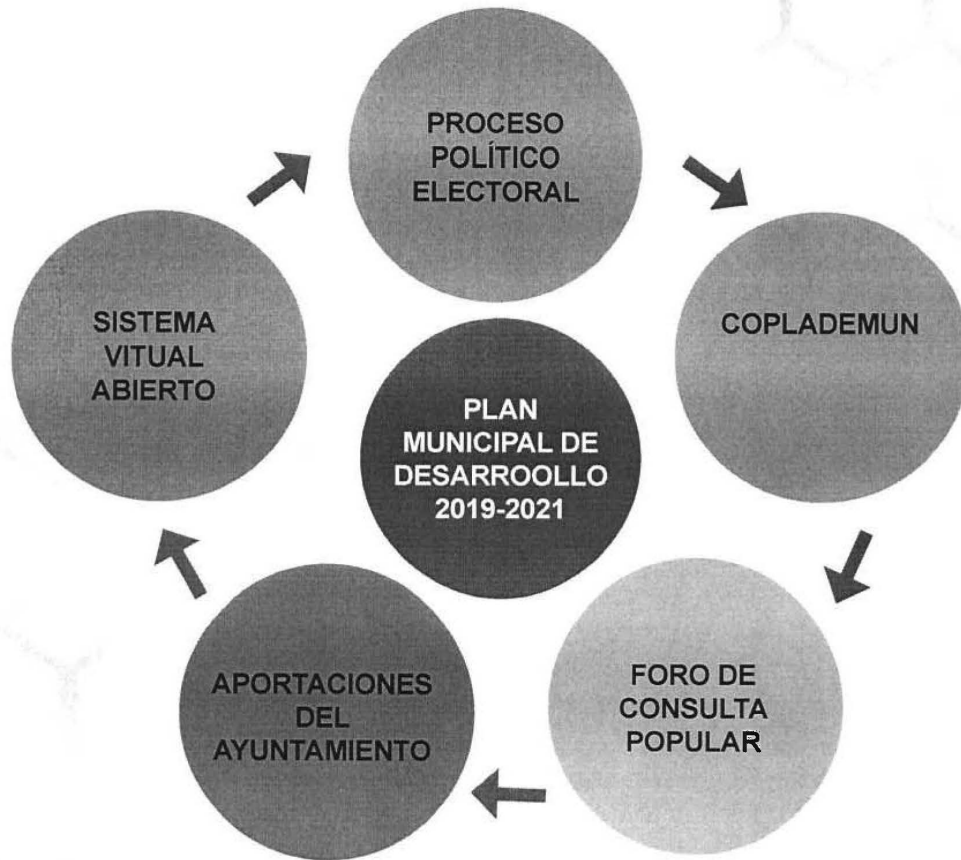 PROCESO
POLÍTICO
ELECTORAL
COPLADEMUN
FORO DE
CONSULTA
POPULAR
APORTACIONES
DEL
AYUNTAMIENTO
SISTEMA
VITUAL
ABIERTO
PLAN
MUNICIPAL DE
DESARROOLLO
2019-2021